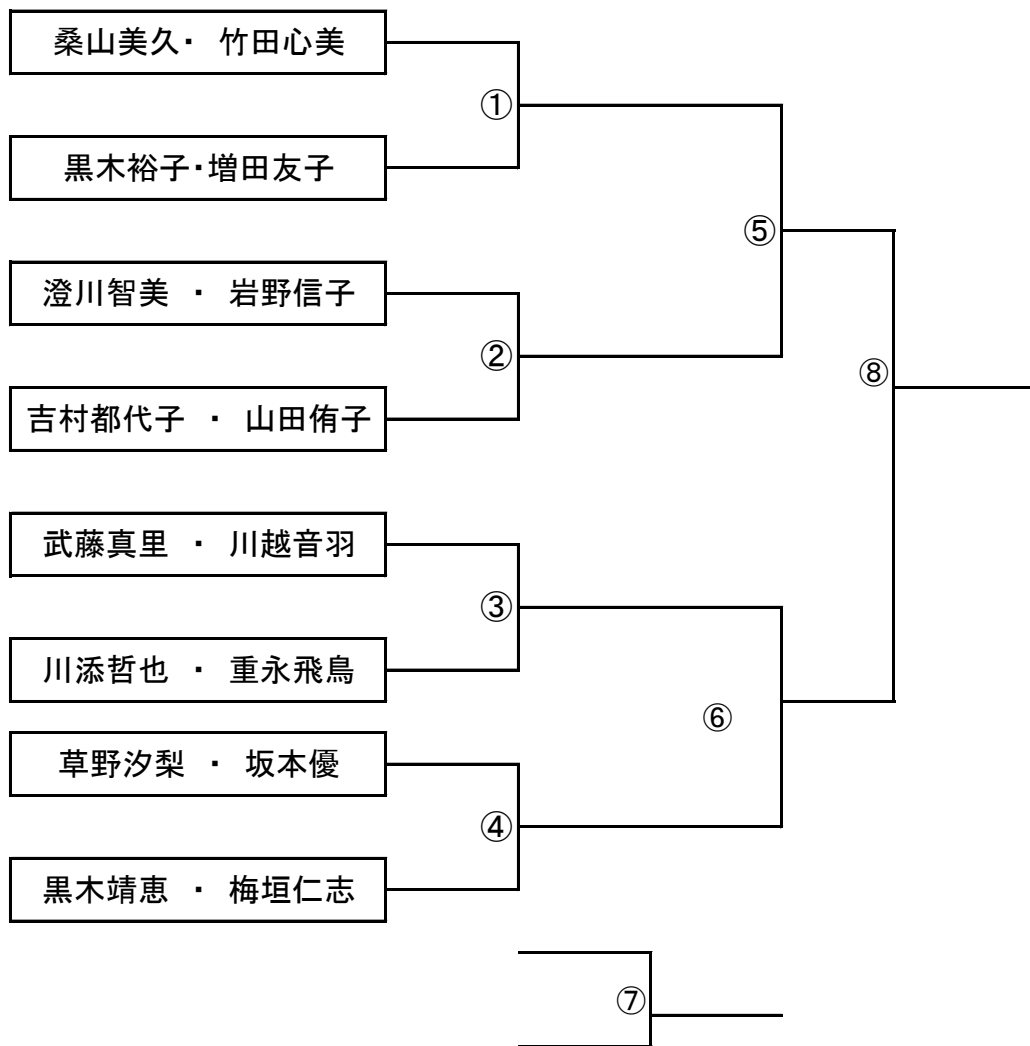 桑山美久・ 竹田心美
①
黒木裕子・増田友子
⑤
澄川智美 ・ 岩野信子
②
⑧
吉村都代子 ・ 山田侑子
武藤真里 ・ 川越音羽
③
川添哲也 ・ 重永飛鳥
⑥
草野汐梨 ・ 坂本優
④
黒木靖恵 ・ 梅垣仁志
⑦